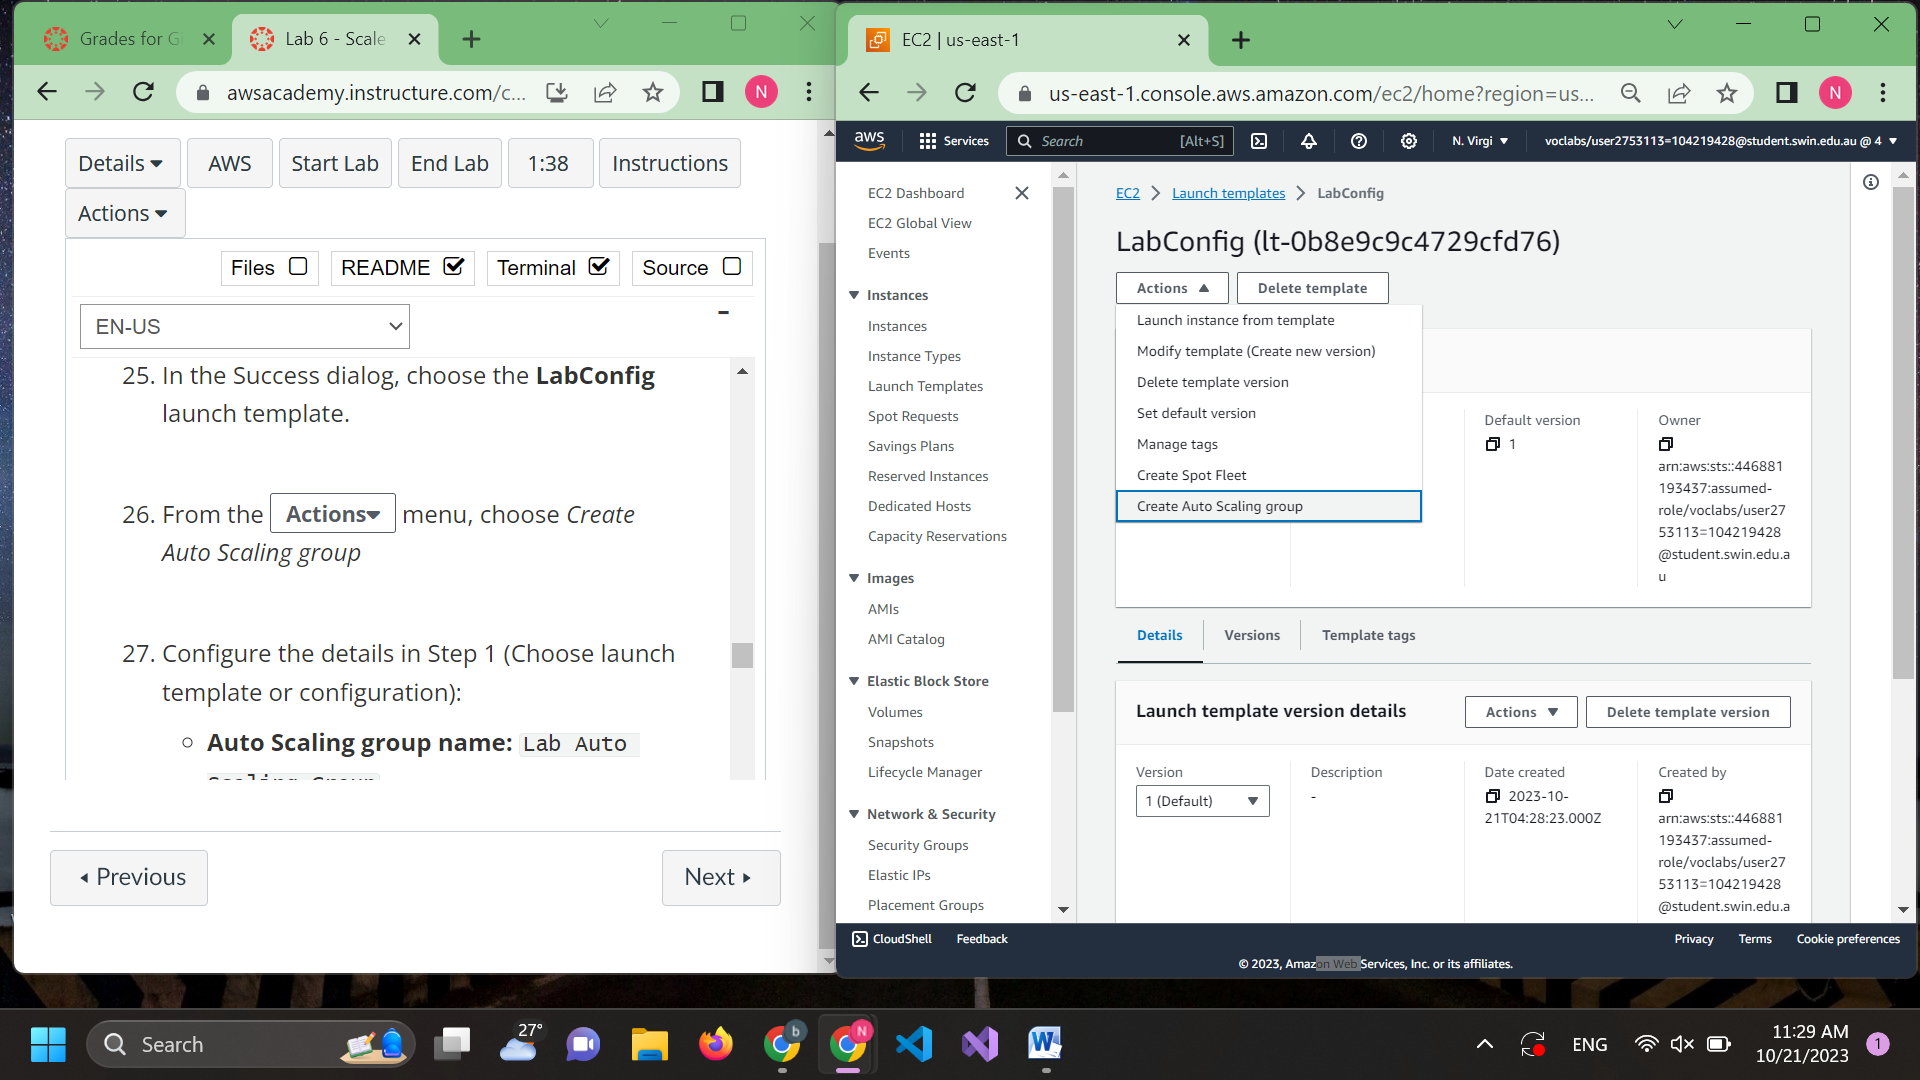 Grades for Gi
Lab 6 - Scale
awsacademy.instructure.com/c...
N
Details
AWS
Start Lab
End Lab
1:38
Instructions
Actions
Files
README
Terminal
Source
EN-US
25. In the Success dialog, choose the LabConfig
launch template.
26. From the Actions menu, choose Create
Auto Scaling group
27. Configure the details in Step 1 (Choose launch
template or configuration):
Auto Scaling group name: Lab Auto
Scaling Group
Previous
Next
EC2 | us-east-1
us-east-1.console.aws.amazon.com/ec2/home?region=us...
N
aws
Services
Search
[Alt+S]
N. Virgi
voclabs/user2753113=104219428@student.swin.edu.au @ 4
EC2 Dashboard
EC2 Global View
Events
Instances
Instances
Instance Types
Launch Templates
Spot Requests
Savings Plans
Reserved Instances
Dedicated Hosts
Capacity Reservations
Images
AMIs
AMI Catalog
Elastic Block Store
Volumes
Snapshots
Lifecycle Manager
Network & Security
Security Groups
Elastic IPs
Placement Groups
EC2
Launch templates
LabConfig
LabConfig (lt-0b8e9c9c4729cfd76)
Actions
Delete template
Launch instance from template
Modify template (Create new version)
Delete template version
Set default version
Manage tags
Create Spot Fleet
Create Auto Scaling group
Default version
1
Owner
arn:aws:sts::446881
193437:assumed-
role/voclabs/user27
53113=104219428
@student.swin.edu.a
u
Details
Versions
Template tags
Launch template version details
Actions
Delete template version
Version
1 (Default)
Description
-
Date created
2023-10-
21T04:28:23.000Z
Created by
arn:aws:sts::446881
193437:assumed-
role/voclabs/user27
53113=104219428
@student.swin.edu.a
CloudShell
Feedback
Privacy
Terms
Cookie preferences
© 2023, Amazon Web Services, Inc. or its affiliates.
Search
27°
b
N
ENG
11:29 AM
10/21/2023
1